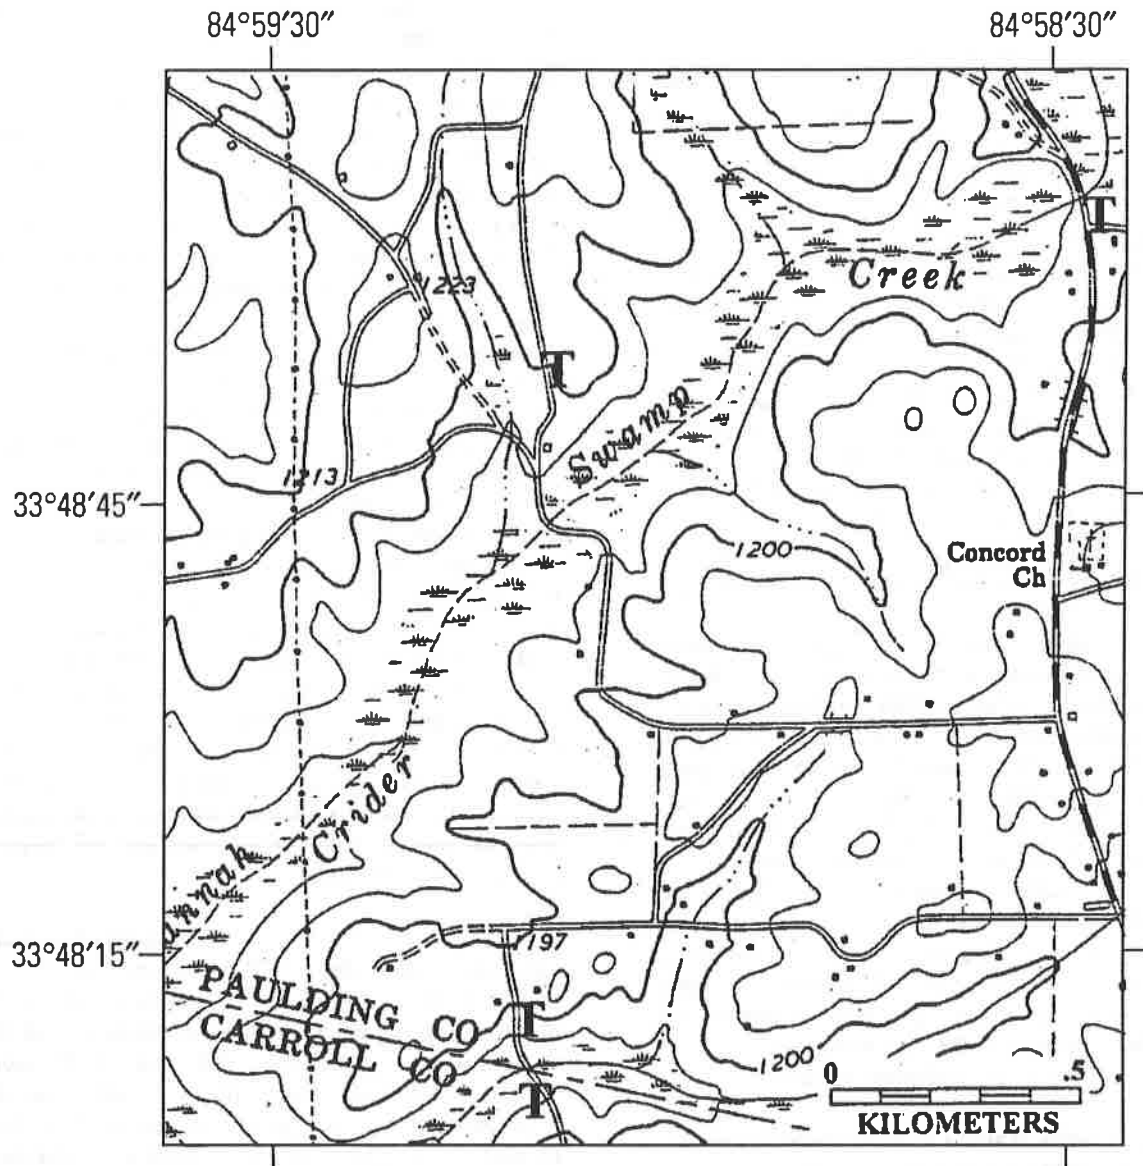 84°59′30″ 84°58′30″
T
Creek
1223
T
Swamp
1213
33°48′45″
1200
Concord
Ch
Crider
33°48′15″
1197
PAULDING CO
CARROLL CO
T
1200
T
0 .5
KILOMETERS